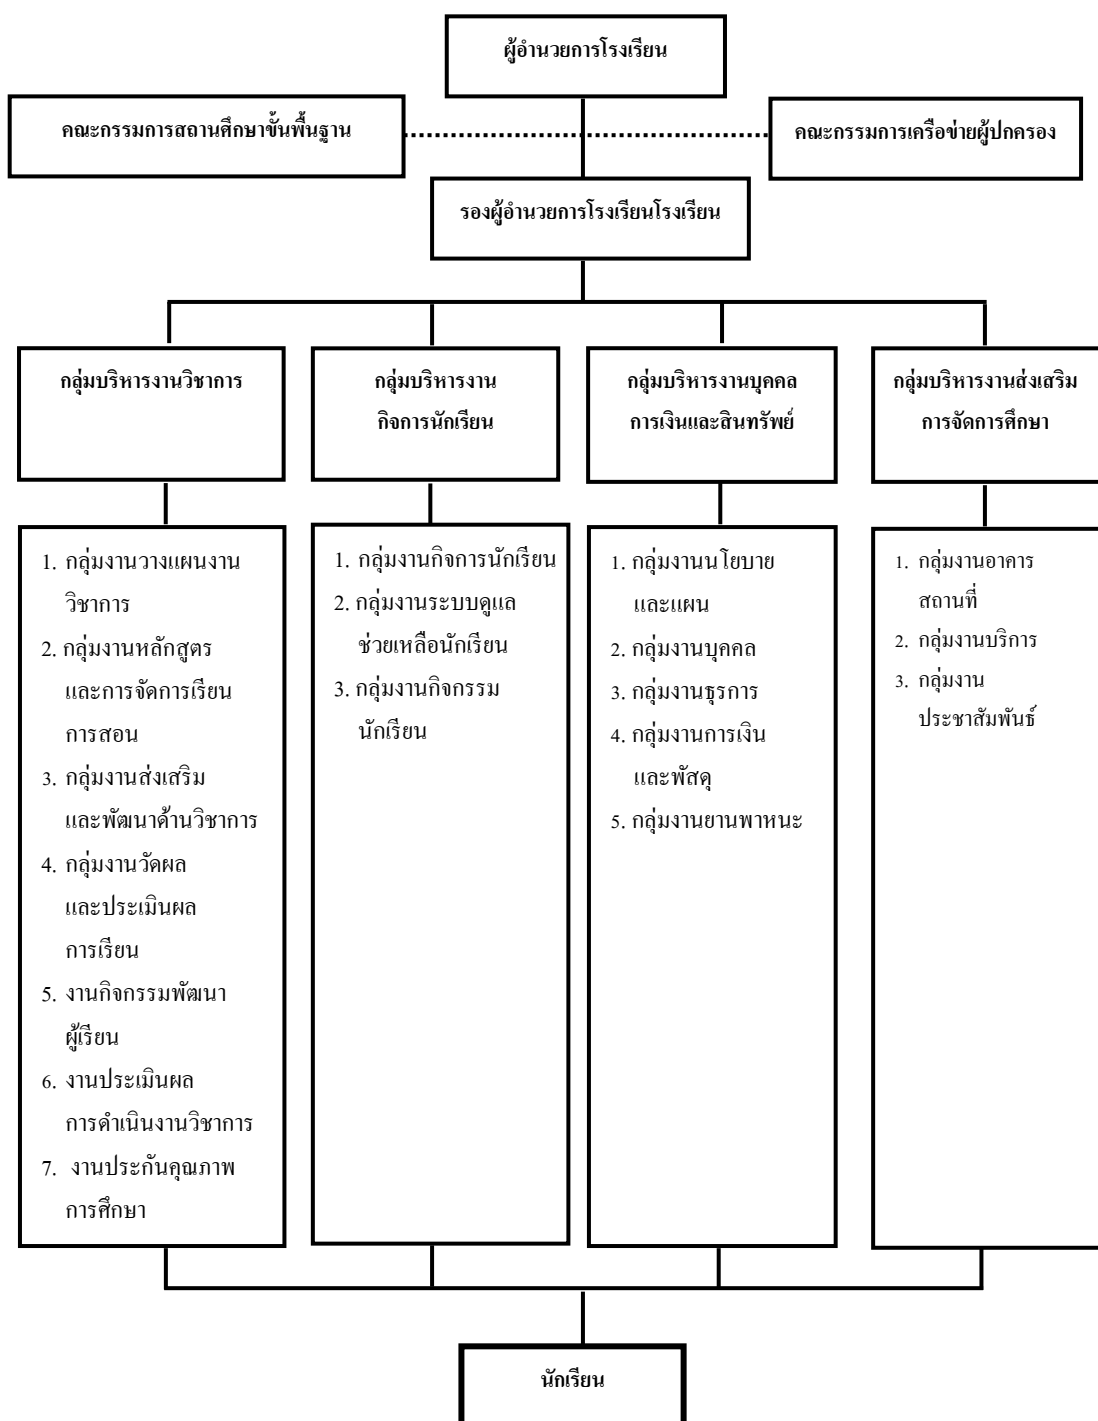 ผู้อำนวยการโรงเรียน
คณะกรรมการสถานศึกษาขั้นพื้นฐาน
คณะกรรมการเครือข่ายผู้ปกครอง
รองผู้อำนวยการโรงเรียนโรงเรียน
กลุ่มบริหารงานวิชาการ
กลุ่มบริหารงาน
กิจการนักเรียน
กลุ่มบริหารงานบุคคล
การเงินและสินทรัพย์
กลุ่มบริหารงานส่งเสริม
การจัดการศึกษา
1. กลุ่มงานวางแผนงาน
วิชาการ
2. กลุ่มงานหลักสูตร
และการจัดการเรียน
การสอน
3. กลุ่มงานส่งเสริม
และพัฒนาด้านวิชาการ
4. กลุ่มงานวัดผล
และประเมินผล
การเรียน
5. งานกิจกรรมพัฒนา
ผู้เรียน
6. งานประเมินผล
การดำเนินงานวิชาการ
7. งานประกันคุณภาพ
การศึกษา
1. กลุ่มงานกิจการนักเรียน
2. กลุ่มงานระบบดูแล
ช่วยเหลือนักเรียน
3. กลุ่มงานกิจกรรม
นักเรียน
1. กลุ่มงานนโยบาย
และแผน
2. กลุ่มงานบุคคล
3. กลุ่มงานธุรการ
4. กลุ่มงานการเงิน
และพัสดุ
5. กลุ่มงานยานพาหนะ
1. กลุ่มงานอาคาร
สถานที่
2. กลุ่มงานบริการ
3. กลุ่มงาน
ประชาสัมพันธ์
นักเรียน